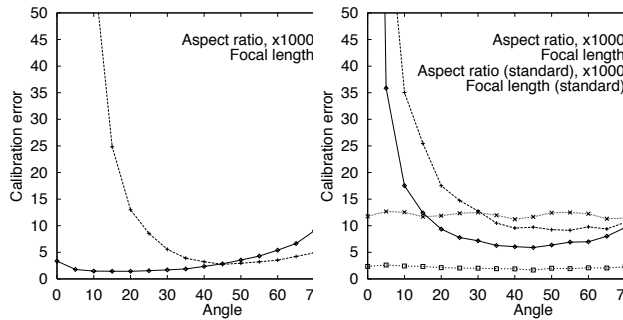 50
45
40
35
30
25
20
15
10
5
0
Calibration error
Aspect ratio, x1000
Focal length
0 10 20 30 40 50 60 7
Angle
50
45
40
35
30
25
20
15
10
5
0
Calibration error
Aspect ratio, x1000
Focal length
Aspect ratio (standard), x1000
Focal length (standard)
0 10 20 30 40 50 60 7
Angle